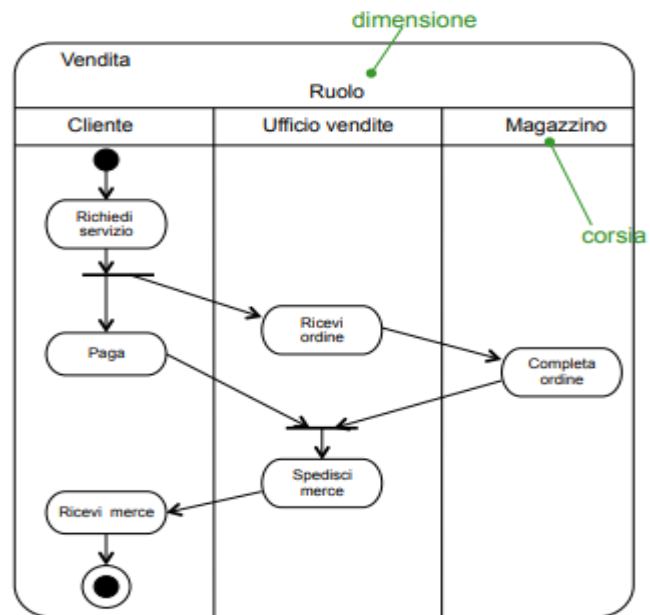 dimensione
Vendita
Ruolo
Cliente
Ufficio vendite
Magazzino
corsia
Richiedi
servizio
Ricevi
ordine
Paga
Completa
ordine
Spedisci
merce
Ricevi merce